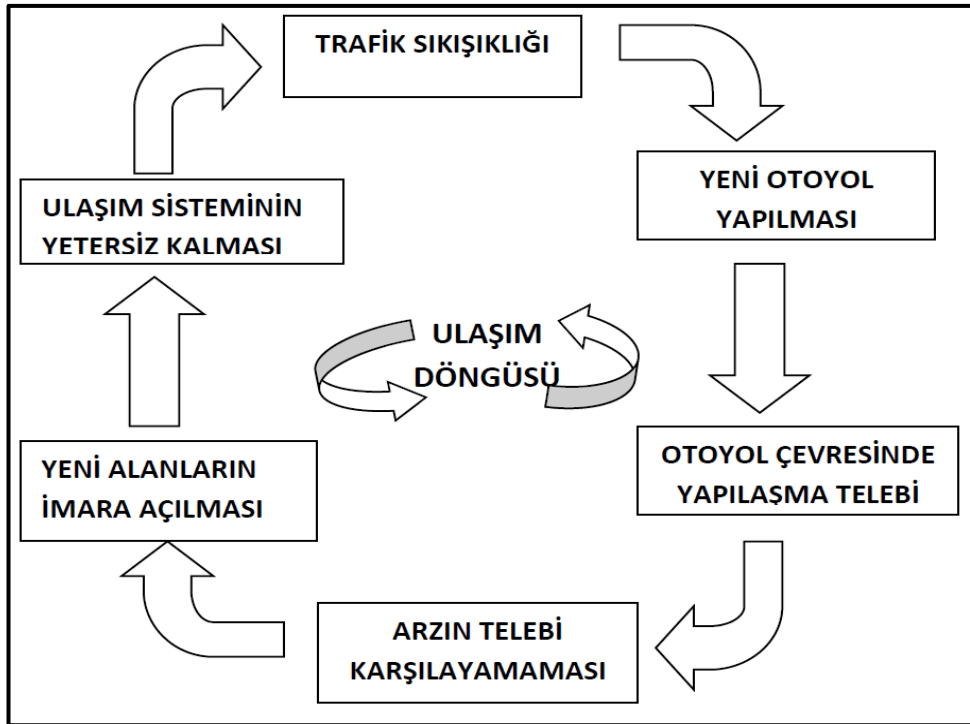 TRAFİK SIKIŞIKLIĞI
YENİ OTOYOL
YAPILMASI
OTOYOL ÇEVRESİNDE
YAPILAŞMA TELEBİ
ARZIN TELEBİ
KARŞILAYAMAMASI
YENİ ALANLARIN
İMARA AÇILMASI
ULAŞIM SİSTEMİNİN
YETERSİZ KALMASI
ULAŞIM
DÖNGÜSÜ